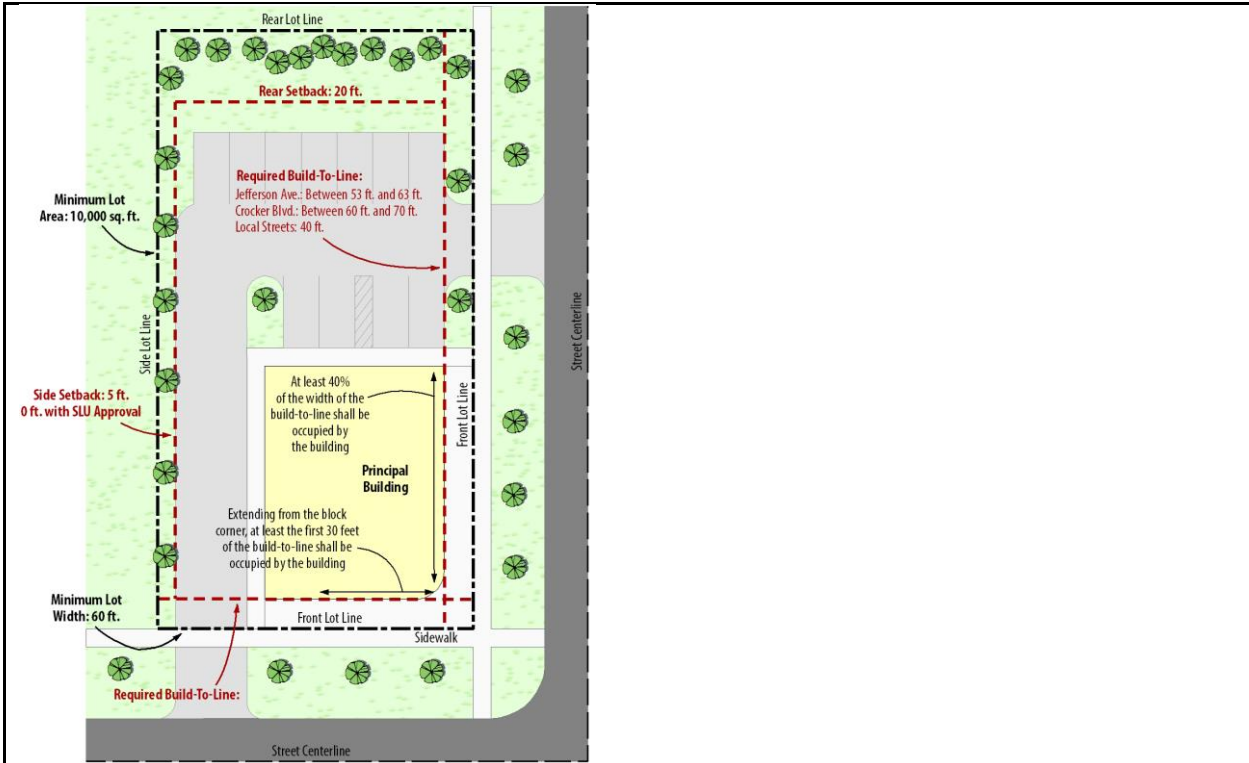 Rear Lot Line
Rear Setback: 20 ft.
Required Build-To-Line:
Jefferson Ave.: Between 53 ft. and 63 ft.
Crocker Blvd.: Between 60 ft. and 70 ft.
Local Streets: 40 ft.
Minimum Lot
Area: 10,000 sq. ft.
Side Lot Line
Street Centerline
Side Setback: 5 ft.
0 ft. with SLU Approval
At least 40%
of the width of the
build-to-line shall be
occupied by
the building
Front Lot Line
Principal
Building
Extending from the block
corner, at least the first 30 feet
of the build-to-line shall be
occupied by the building
Minimum Lot
Width: 60 ft.
Front Lot Line
Sidewalk
Required Build-To-Line:
Street Centerline